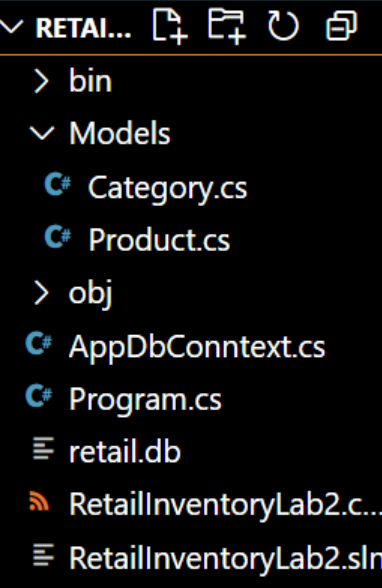 RETAI...
bin
Models
C# Category.cs
C# Product.cs
obj
C# AppDbConntext.cs
C# Program.cs
retail.db
RetailInventoryLab2.c...
RetailInventoryLab2.sln